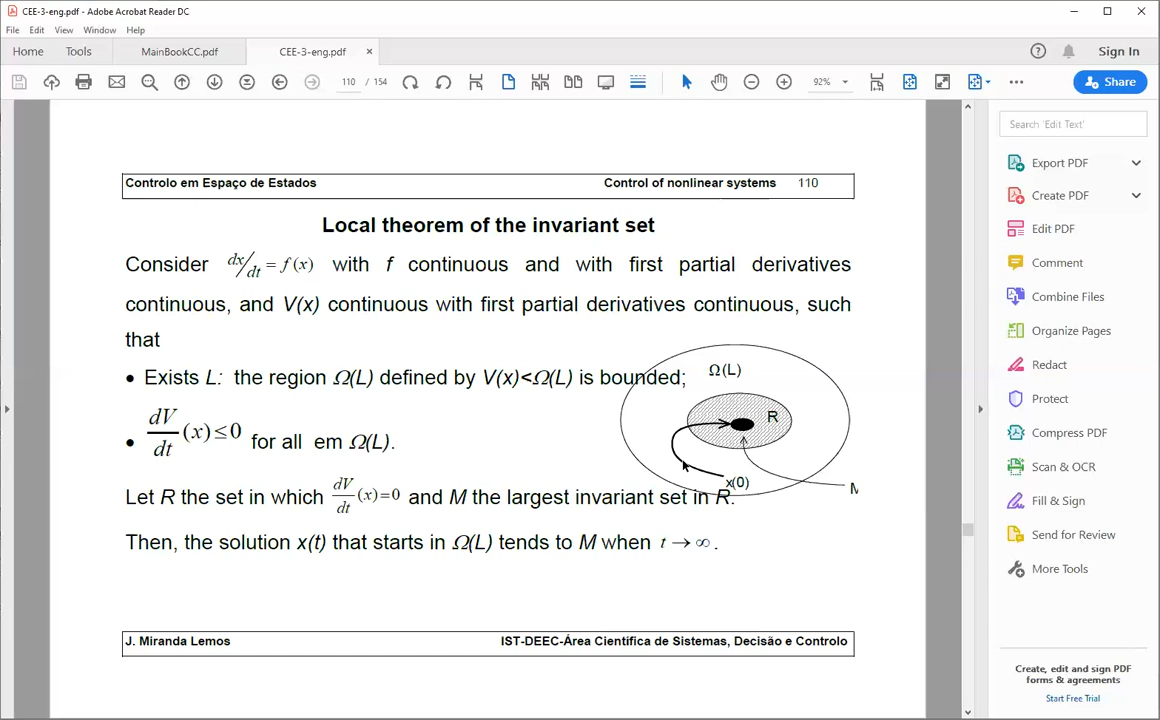 CEE-3-eng.pdf - Adobe Acrobat Reader DC
File Edit View Window Help
Home Tools MainBookCC.pdf CEE-3-eng.pdf × Sign In
110 / 154 92% Share
Search 'Edit Text'
Export PDF
Create PDF
Edit PDF
Comment
Combine Files
Organize Pages
Redact
Protect
Compress PDF
Scan & OCR
Fill & Sign
Send for Review
More Tools
Create, edit and sign PDF
forms & agreements
Start Free Trial
Controlo em Espaço de Estados Control of nonlinear systems 110
Local theorem of the invariant set
Consider dx/dt = f(x) with f continuous and with first partial derivatives
continuous, and V(x) continuous with first partial derivatives continuous, such
that
• Exists L: the region Ω(L) defined by V(x)<Ω(L) is bounded;
• dV/dt (x)≤0 for all em Ω(L).
Ω(L)
R
x(0)
M
Let R the set in which dV/dt (x)=0 and M the largest invariant set in R.
Then, the solution x(t) that starts in Ω(L) tends to M when t→∞.
J. Miranda Lemos IST-DEEC-Área Científica de Sistemas, Decisão e Controlo